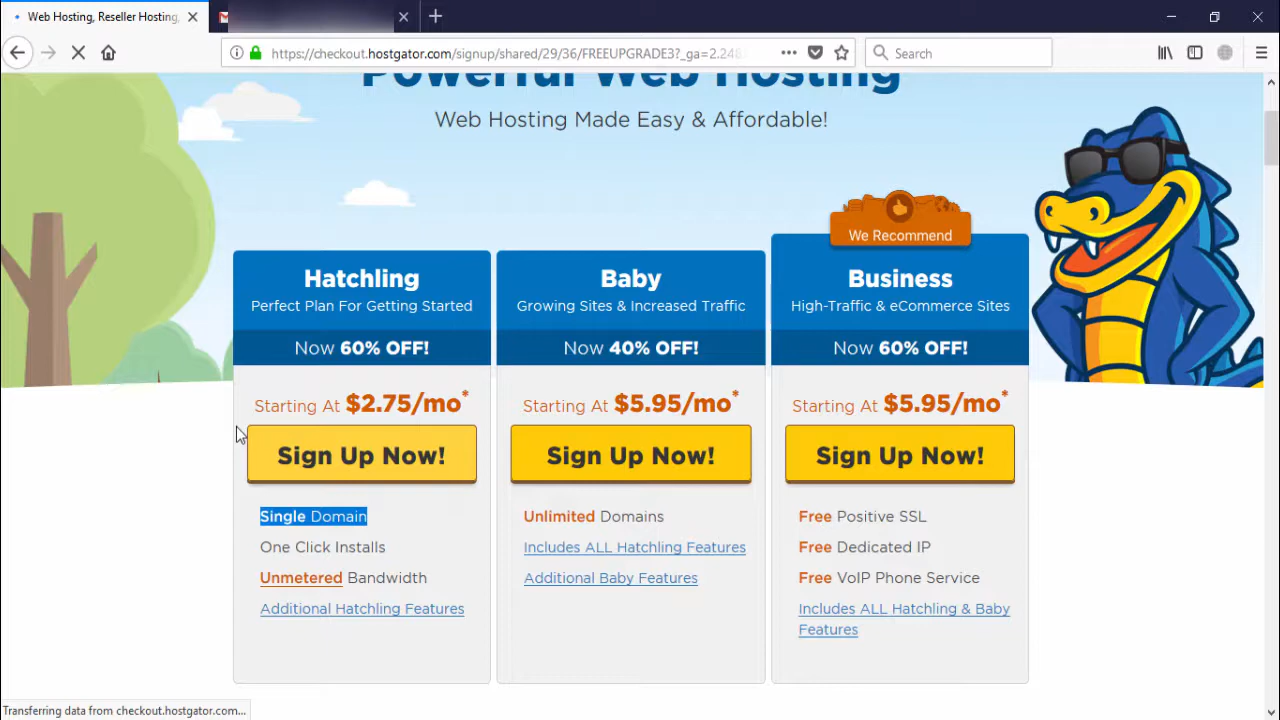 Web Hosting, Reseller Hosting,
https://checkout.hostgator.com/signup/shared/29/36/FREEUPGRADE3?_ga=2.248
Search
Powerful Web Hosting
Web Hosting Made Easy & Affordable!
We Recommend
Hatchling
Perfect Plan For Getting Started
Now 60% OFF!
Starting At $2.75/mo*
Sign Up Now!
Single Domain
One Click Installs
Unmetered Bandwidth
Additional Hatchling Features
Baby
Growing Sites & Increased Traffic
Now 40% OFF!
Starting At $5.95/mo*
Sign Up Now!
Unlimited Domains
Includes ALL Hatchling Features
Additional Baby Features
Business
High-Traffic & eCommerce Sites
Now 60% OFF!
Starting At $5.95/mo*
Sign Up Now!
Free Positive SSL
Free Dedicated IP
Free VoIP Phone Service
Includes ALL Hatchling & Baby
Features
Transferring data from checkout.hostgator.com...